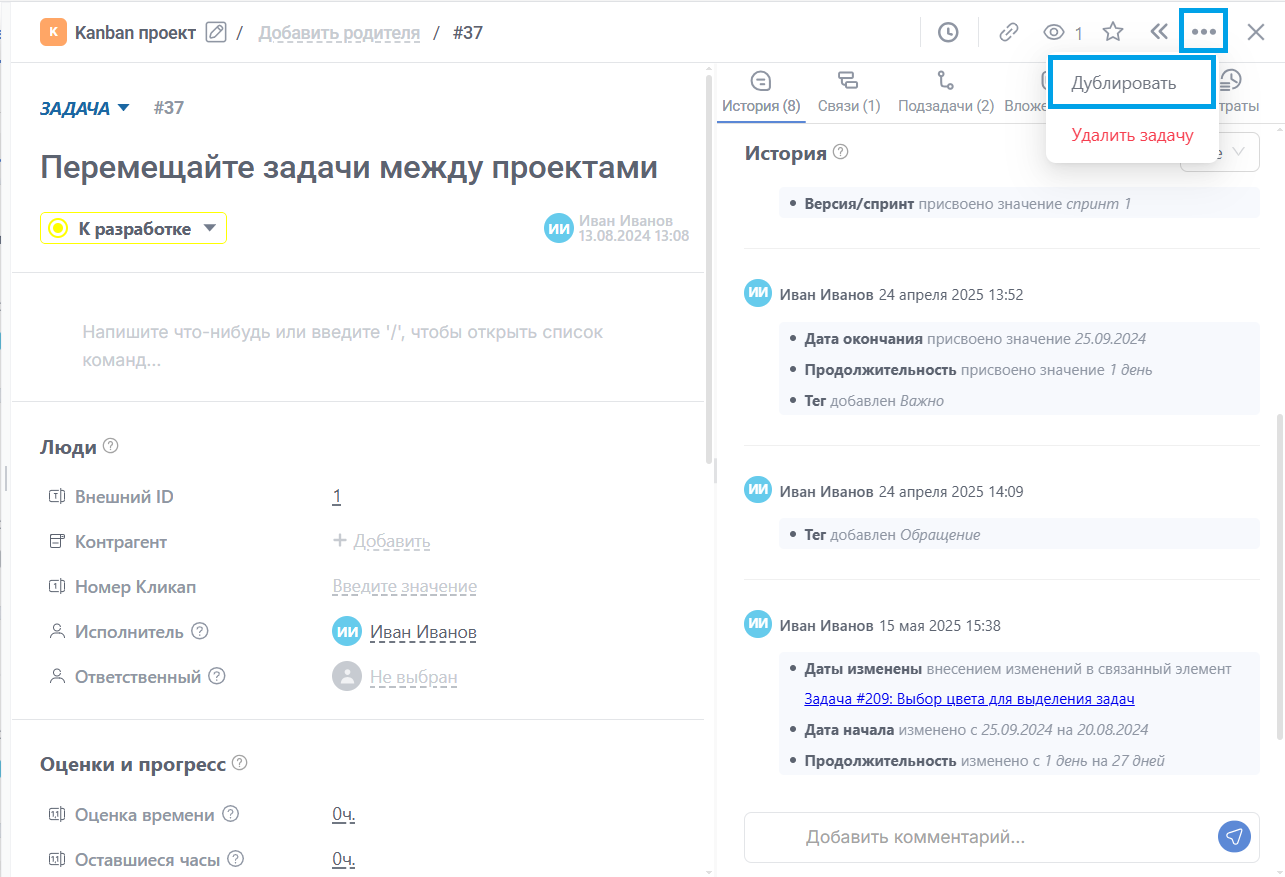 K Kanban проект / Добавить родителя / #37
1
Дублировать
Удалить задачу
ЗАДАЧА #37
Перемещайте задачи между проектами
К разработке
ИИ Иван Иванов
13.08.2024 13:08
Напишите что-нибудь или введите '/', чтобы открыть список
команд...
Люди
Внешний ID 1
Контрагент + Добавить
Номер Кликап Введите значение
Исполнитель ИИ Иван Иванов
Ответственный Не выбран
Оценки и прогресс
Оценка времени 0ч.
Оставшиеся часы 0ч.
История (8) Связи (1) Подзадачи (2)
История
Версия/спринт присвоено значение спринт 1
ИИ Иван Иванов 24 апреля 2025 13:52
Дата окончания присвоено значение 25.09.2024
Продолжительность присвоено значение 1 день
Тег добавлен Важно
ИИ Иван Иванов 24 апреля 2025 14:09
Тег добавлен Обращение
ИИ Иван Иванов 15 мая 2025 15:38
Даты изменены внесением изменений в связанный элемент
Задача #209: Выбор цвета для выделения задач
Дата начала изменено с 25.09.2024 на 20.08.2024
Продолжительность изменено с 1 день на 27 дней
Добавить комментарий...